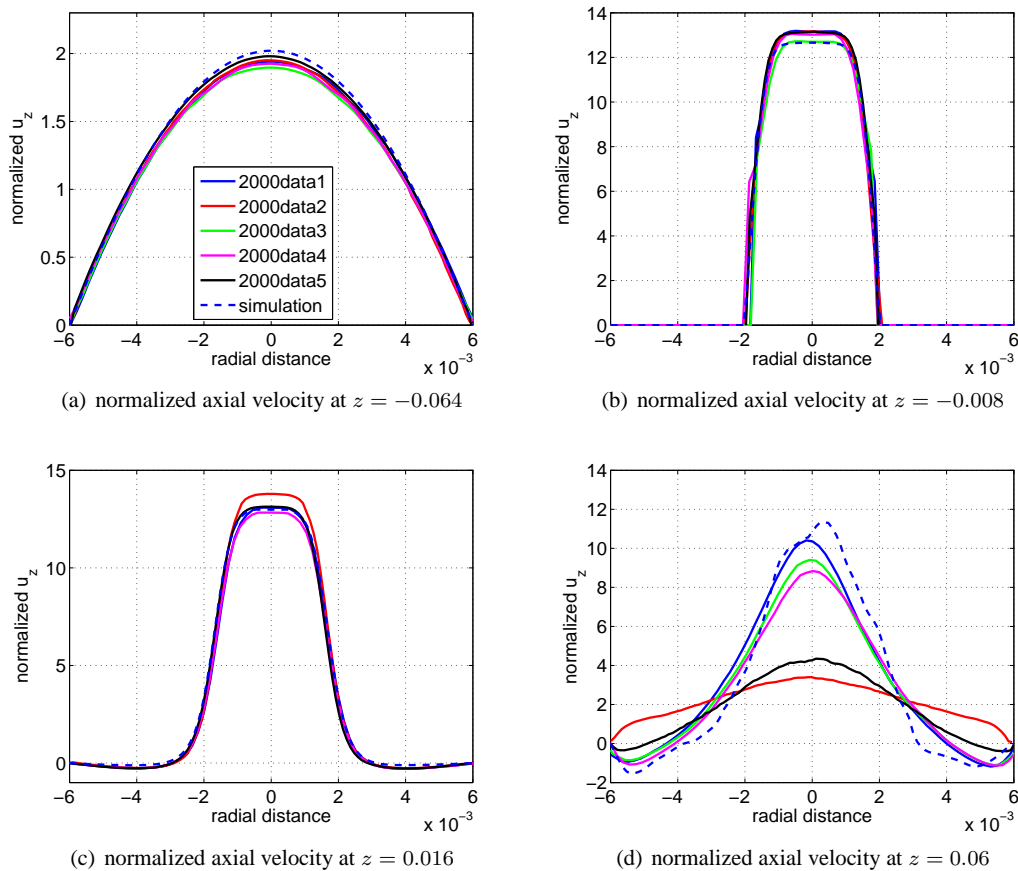 2
1.5
1
0.5
0
normalized u_z
2000data1
2000data2
2000data3
2000data4
2000data5
simulation
−6 −4 −2 0 2 4 6
radial distance
x 10^−3
(a) normalized axial velocity at z = −0.064
14
12
10
8
6
4
2
0
normalized u_z
−6 −4 −2 0 2 4 6
radial distance
x 10^−3
(b) normalized axial velocity at z = −0.008
15
10
5
0
normalized u_z
−6 −4 −2 0 2 4 6
radial distance
x 10^−3
(c) normalized axial velocity at z = 0.016
14
12
10
8
6
4
2
0
−2
normalized u_z
−6 −4 −2 0 2 4 6
radial distance
x 10^−3
(d) normalized axial velocity at z = 0.06